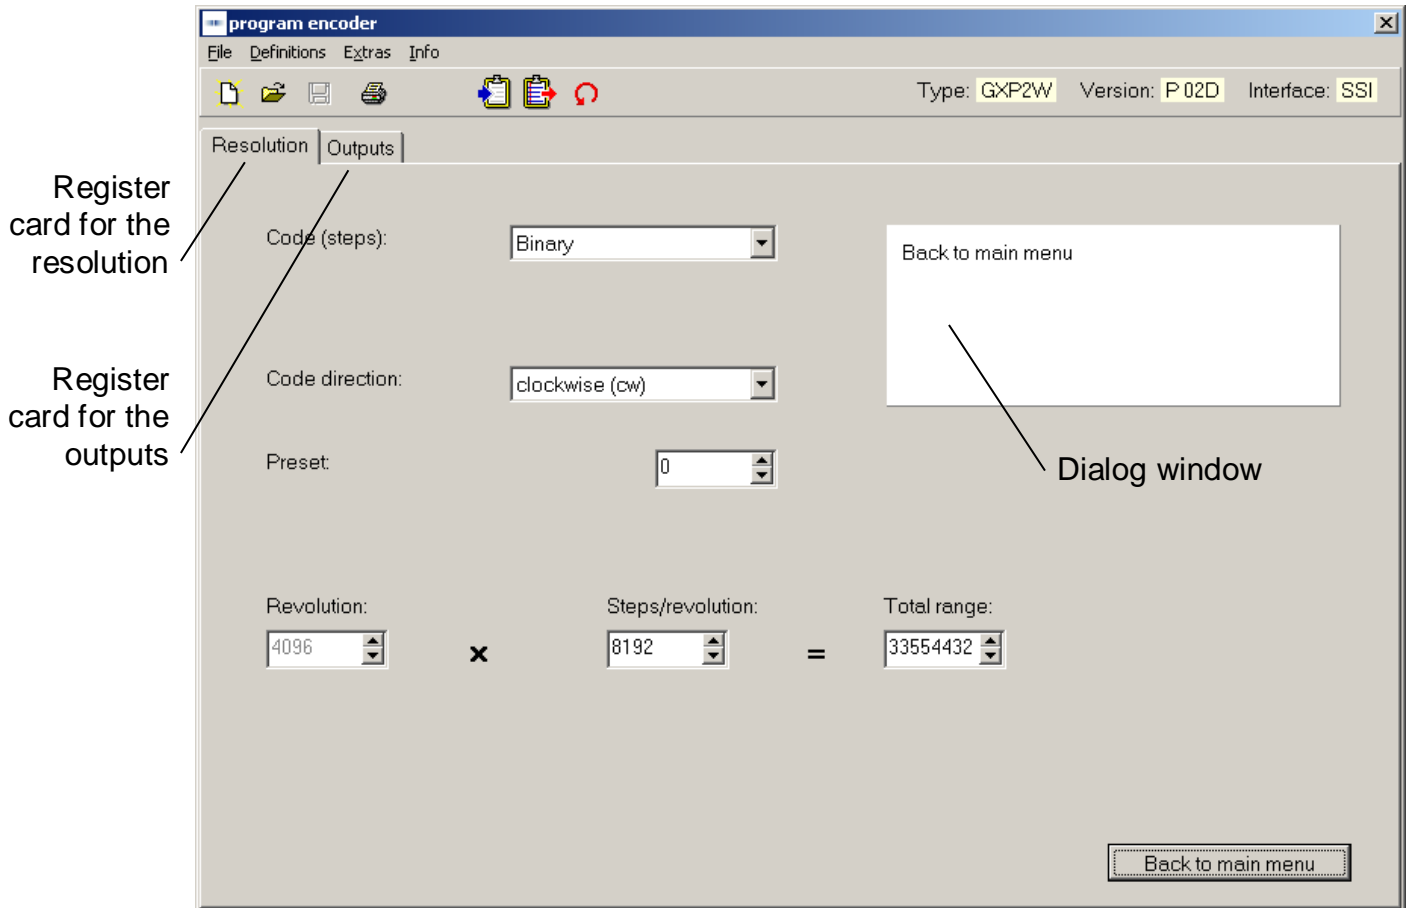 program encoder
File Definitions Extras Info
Type: GXP2W Version: P 02D Interface: SSI
Resolution Outputs
Register
card for the
resolution
Code (steps): Binary
Back to main menu
Register
card for the
outputs
Code direction: clockwise (cw)
Preset: 0
Dialog window
Revolution: Steps/revolution: Total range:
4096 x 8192 = 33554432
Back to main menu